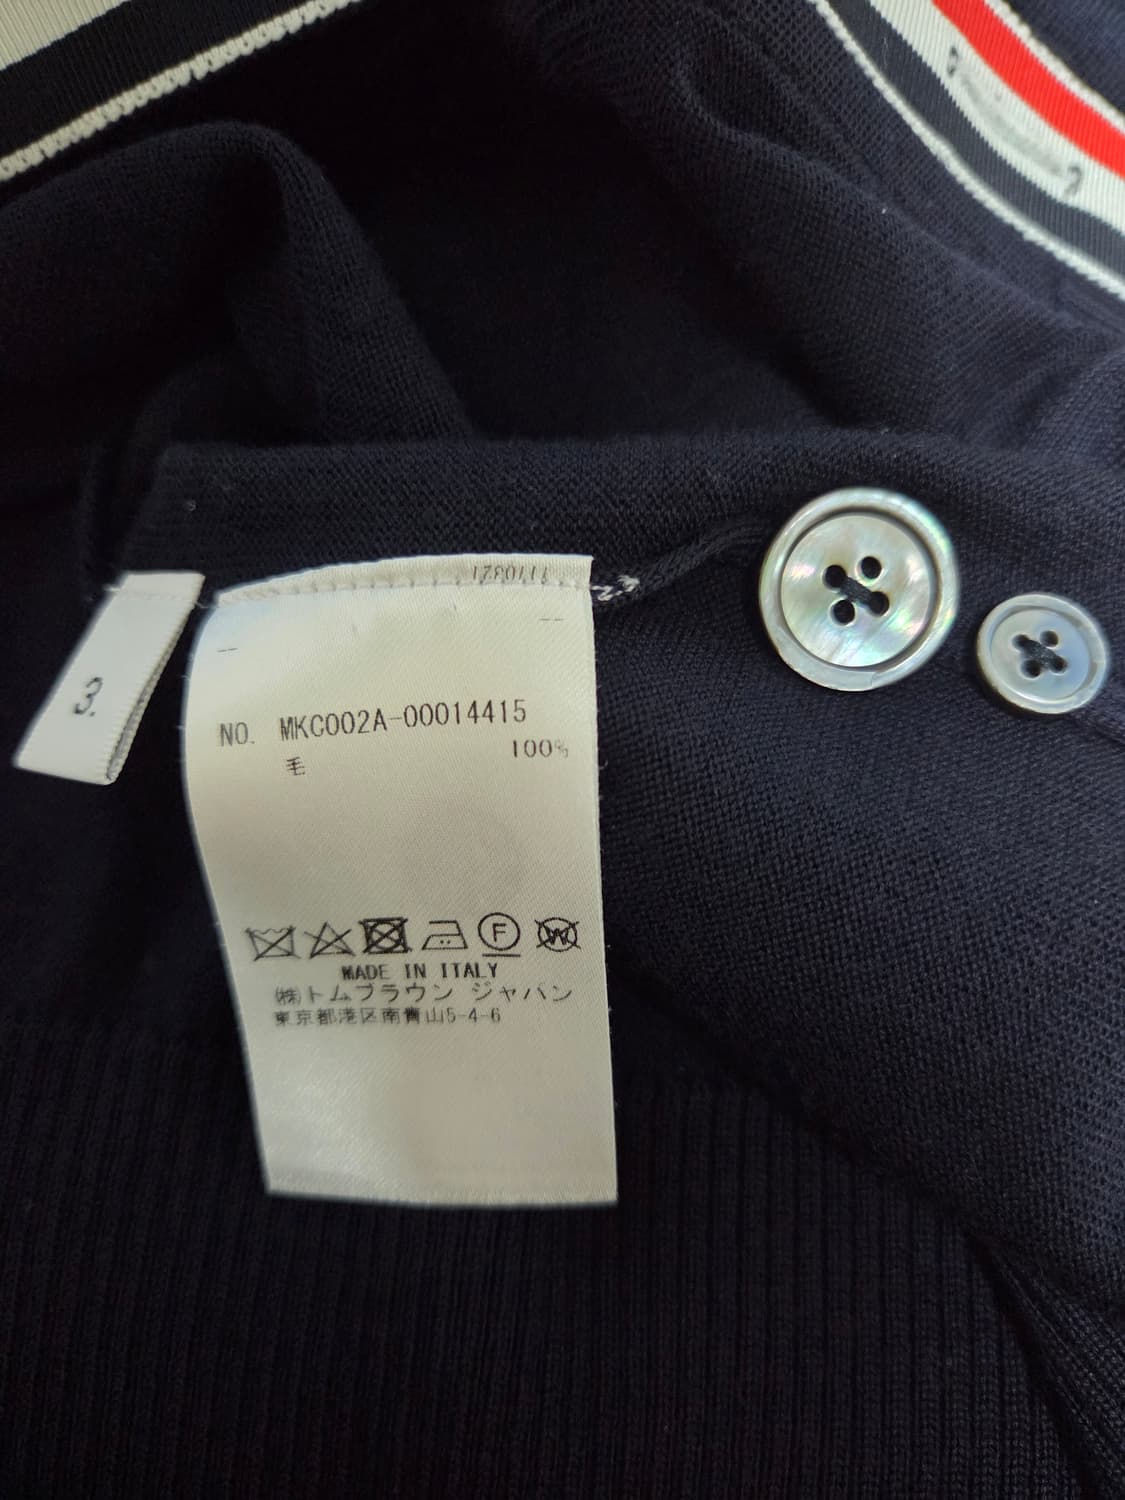 1110321
3.
NO. MKC002A-00014415
毛 100%
F W
MADE IN ITALY
㈱トムブラウン ジャパン
東京都港区南青山5-4-6